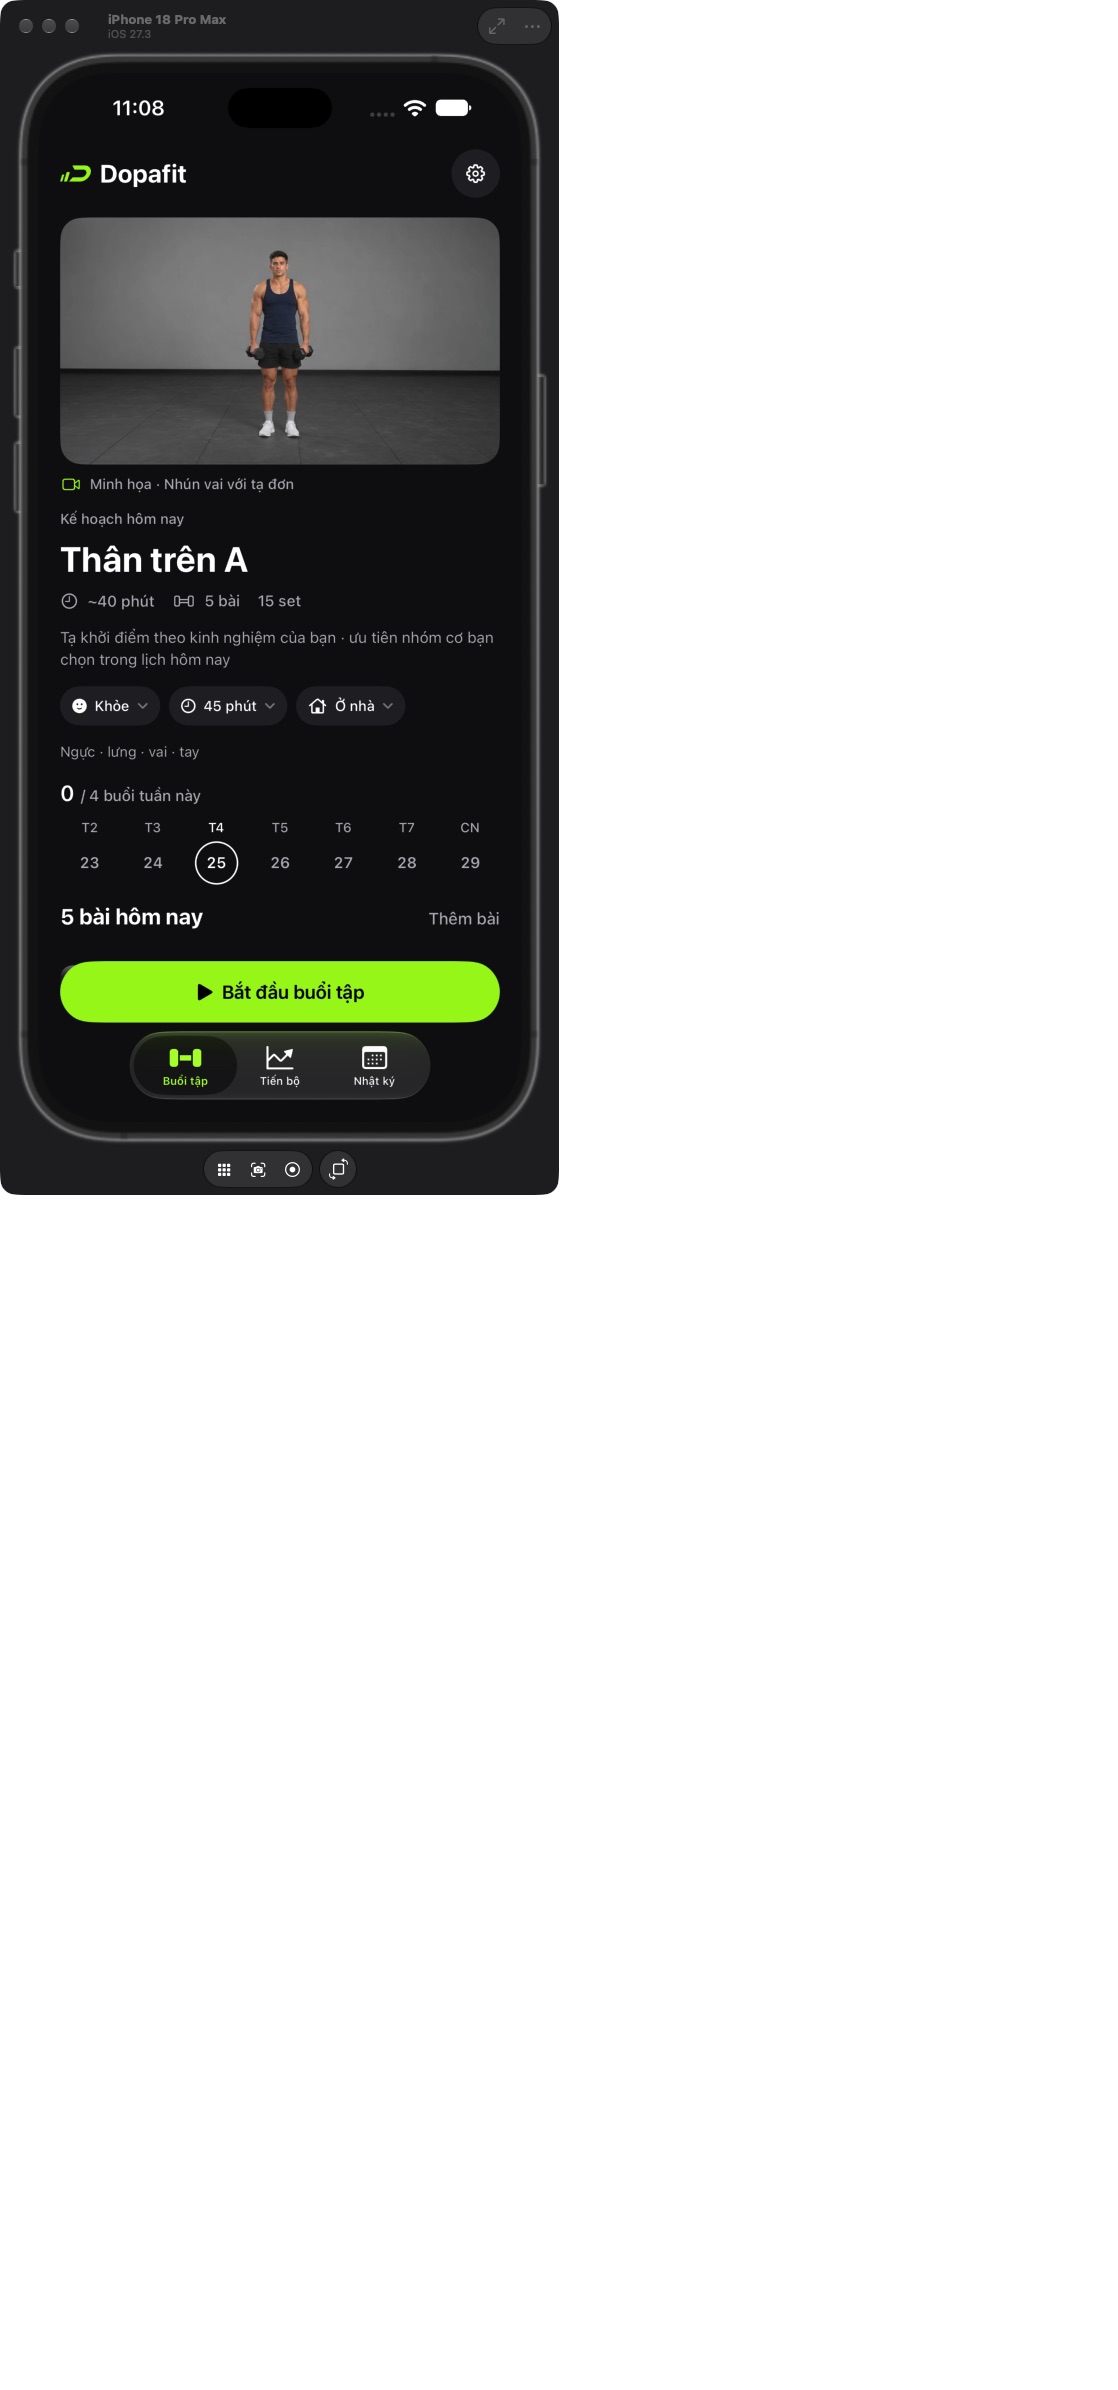 iPhone 18 Pro Max
iOS 27.3
11:08
Dopafit
Minh họa · Nhún vai với tạ đơn
Kế hoạch hôm nay
Thân trên A
~40 phút 5 bài 15 set
Tạ khởi điểm theo kinh nghiệm của bạn · ưu tiên nhóm cơ bạn
chọn trong lịch hôm nay
Khỏe 45 phút Ở nhà
Ngực · lưng · vai · tay
0 / 4 buổi tuần này
T2 T3 T4 T5 T6 T7 CN
23 24 25 26 27 28 29
5 bài hôm nay Thêm bài
Bắt đầu buổi tập
Buổi tập Tiến bộ Nhật ký